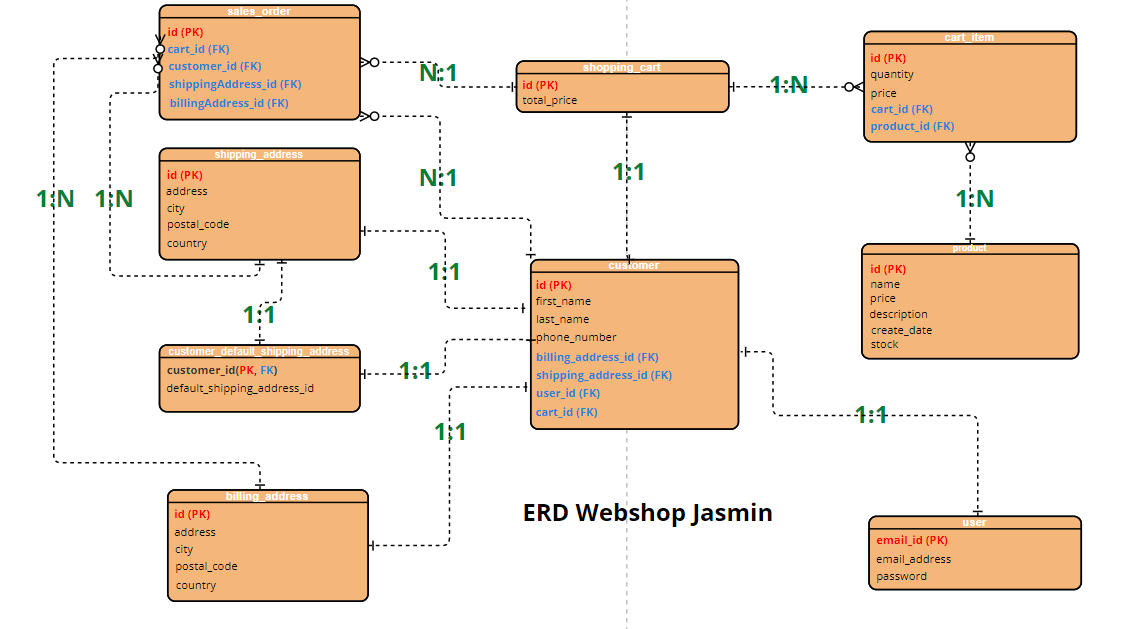 sales_order
id (PK)
cart_id (FK)
customer_id (FK)
shippingAddress_id (FK)
billingAddress_id (FK)
N:1
shopping_cart
id (PK)
total_price
1:N
cart_item
id (PK)
quantity
price
cart_id (FK)
product_id (FK)
shipping_address
id (PK)
address
city
postal_code
country
1:N
1:N
N:1
1:1
1:N
1:1
1:1
customer
id (PK)
first_name
last_name
phone_number
billing_address_id (FK)
shipping_address_id (FK)
user_id (FK)
cart_id (FK)
product
id (PK)
name
price
description
create_date
stock
customer_default_shipping_address
customer_id(PK, FK)
default_shipping_address_id
1:1
1:1
1:1
billing_address
id (PK)
address
city
postal_code
country
ERD Webshop Jasmin
user
email_id (PK)
email_address
password